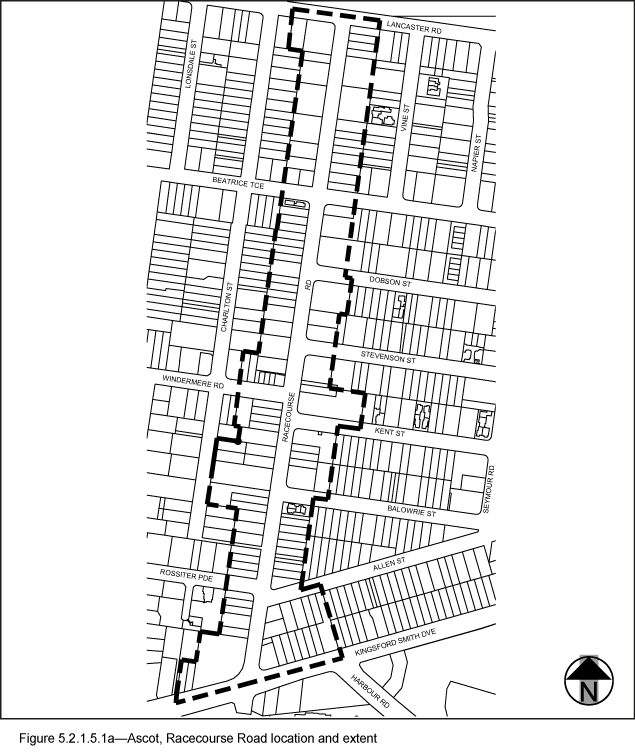 LANCASTER RD
LONSDALE ST
VINE ST
NAPIER ST
BEATRICE TCE
DOBSON ST
RD
CHARLTON ST
STEVENSON ST
WINDERMERE RD
RACECOURSE
KENT ST
SEYMOUR RD
BALOWRIE ST
ALLEN ST
ROSSITER PDE
KINGSFORD SMITH DVE
HARBOUR RD
N
Figure 5.2.1.5.1a—Ascot, Racecourse Road location and extent